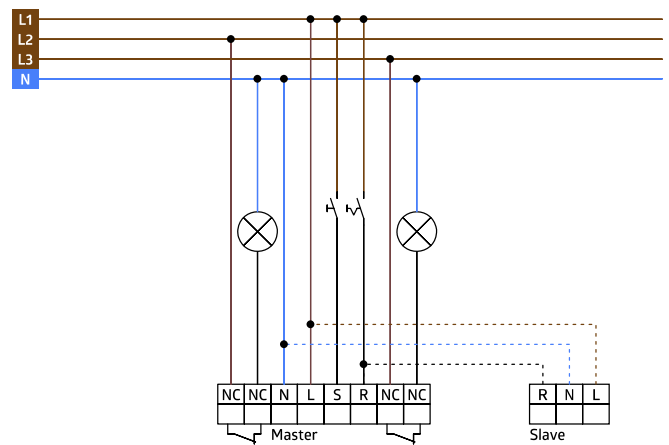 L1
L2
L3
N
NC NC N L S R NC NC
R N L
Master
Slave